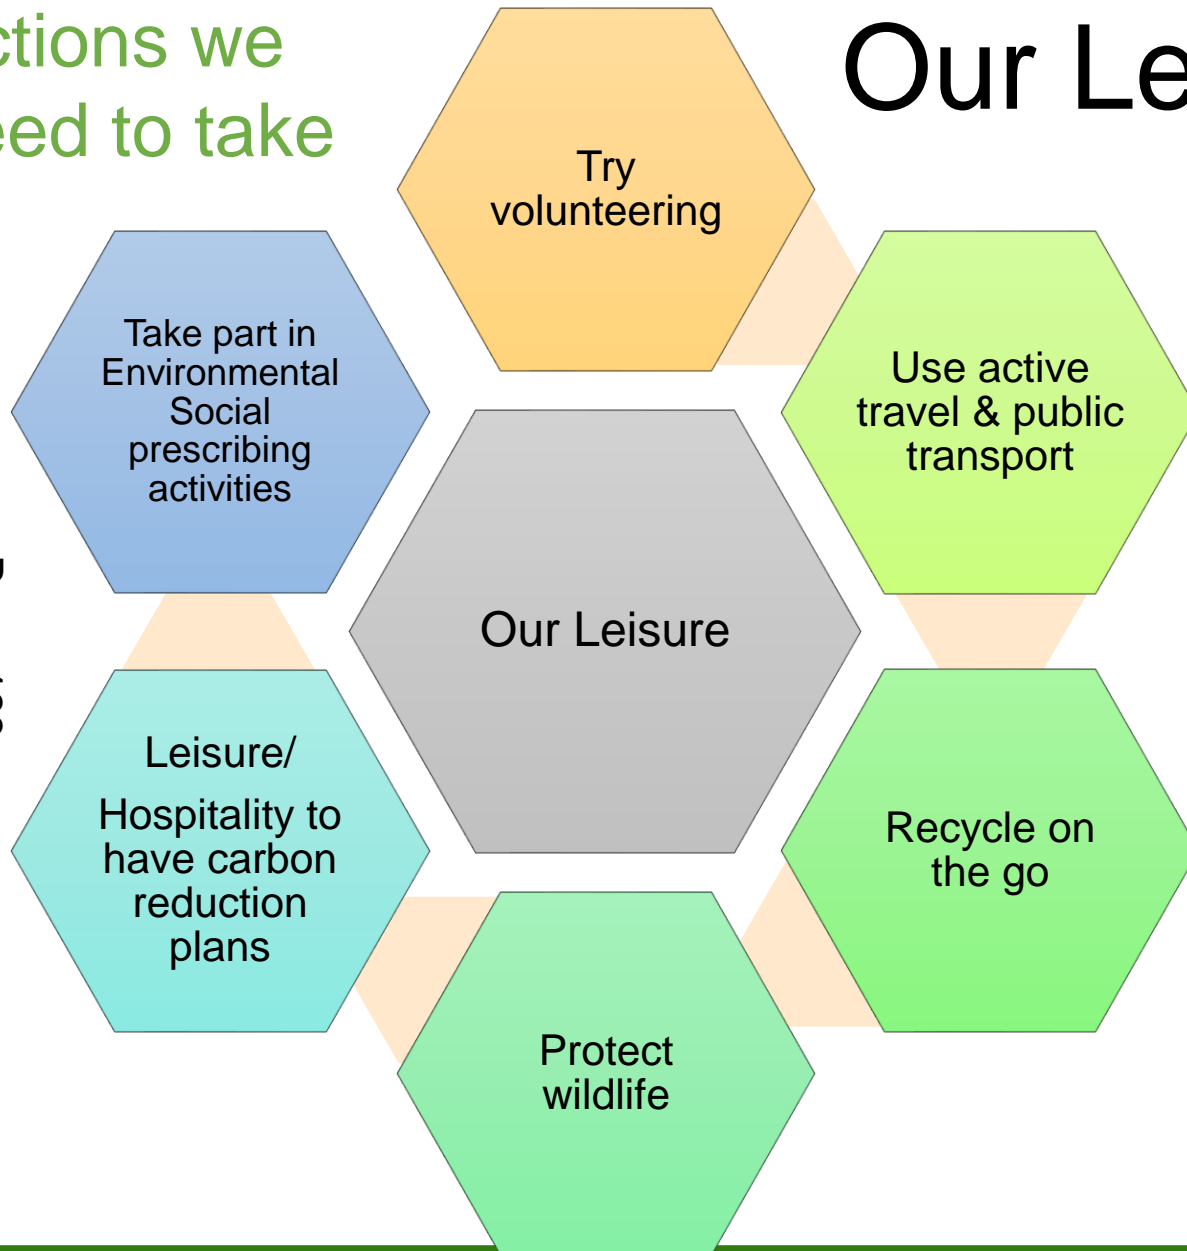 ctions we
eed to take
Our Le
Try
volunteering
Use active
travel & public
transport
Recycle on
the go
Protect
wildlife
Leisure/
Hospitality to
have carbon
reduction
plans
Take part in
Environmental
Social
prescribing
activities
Our Leisure